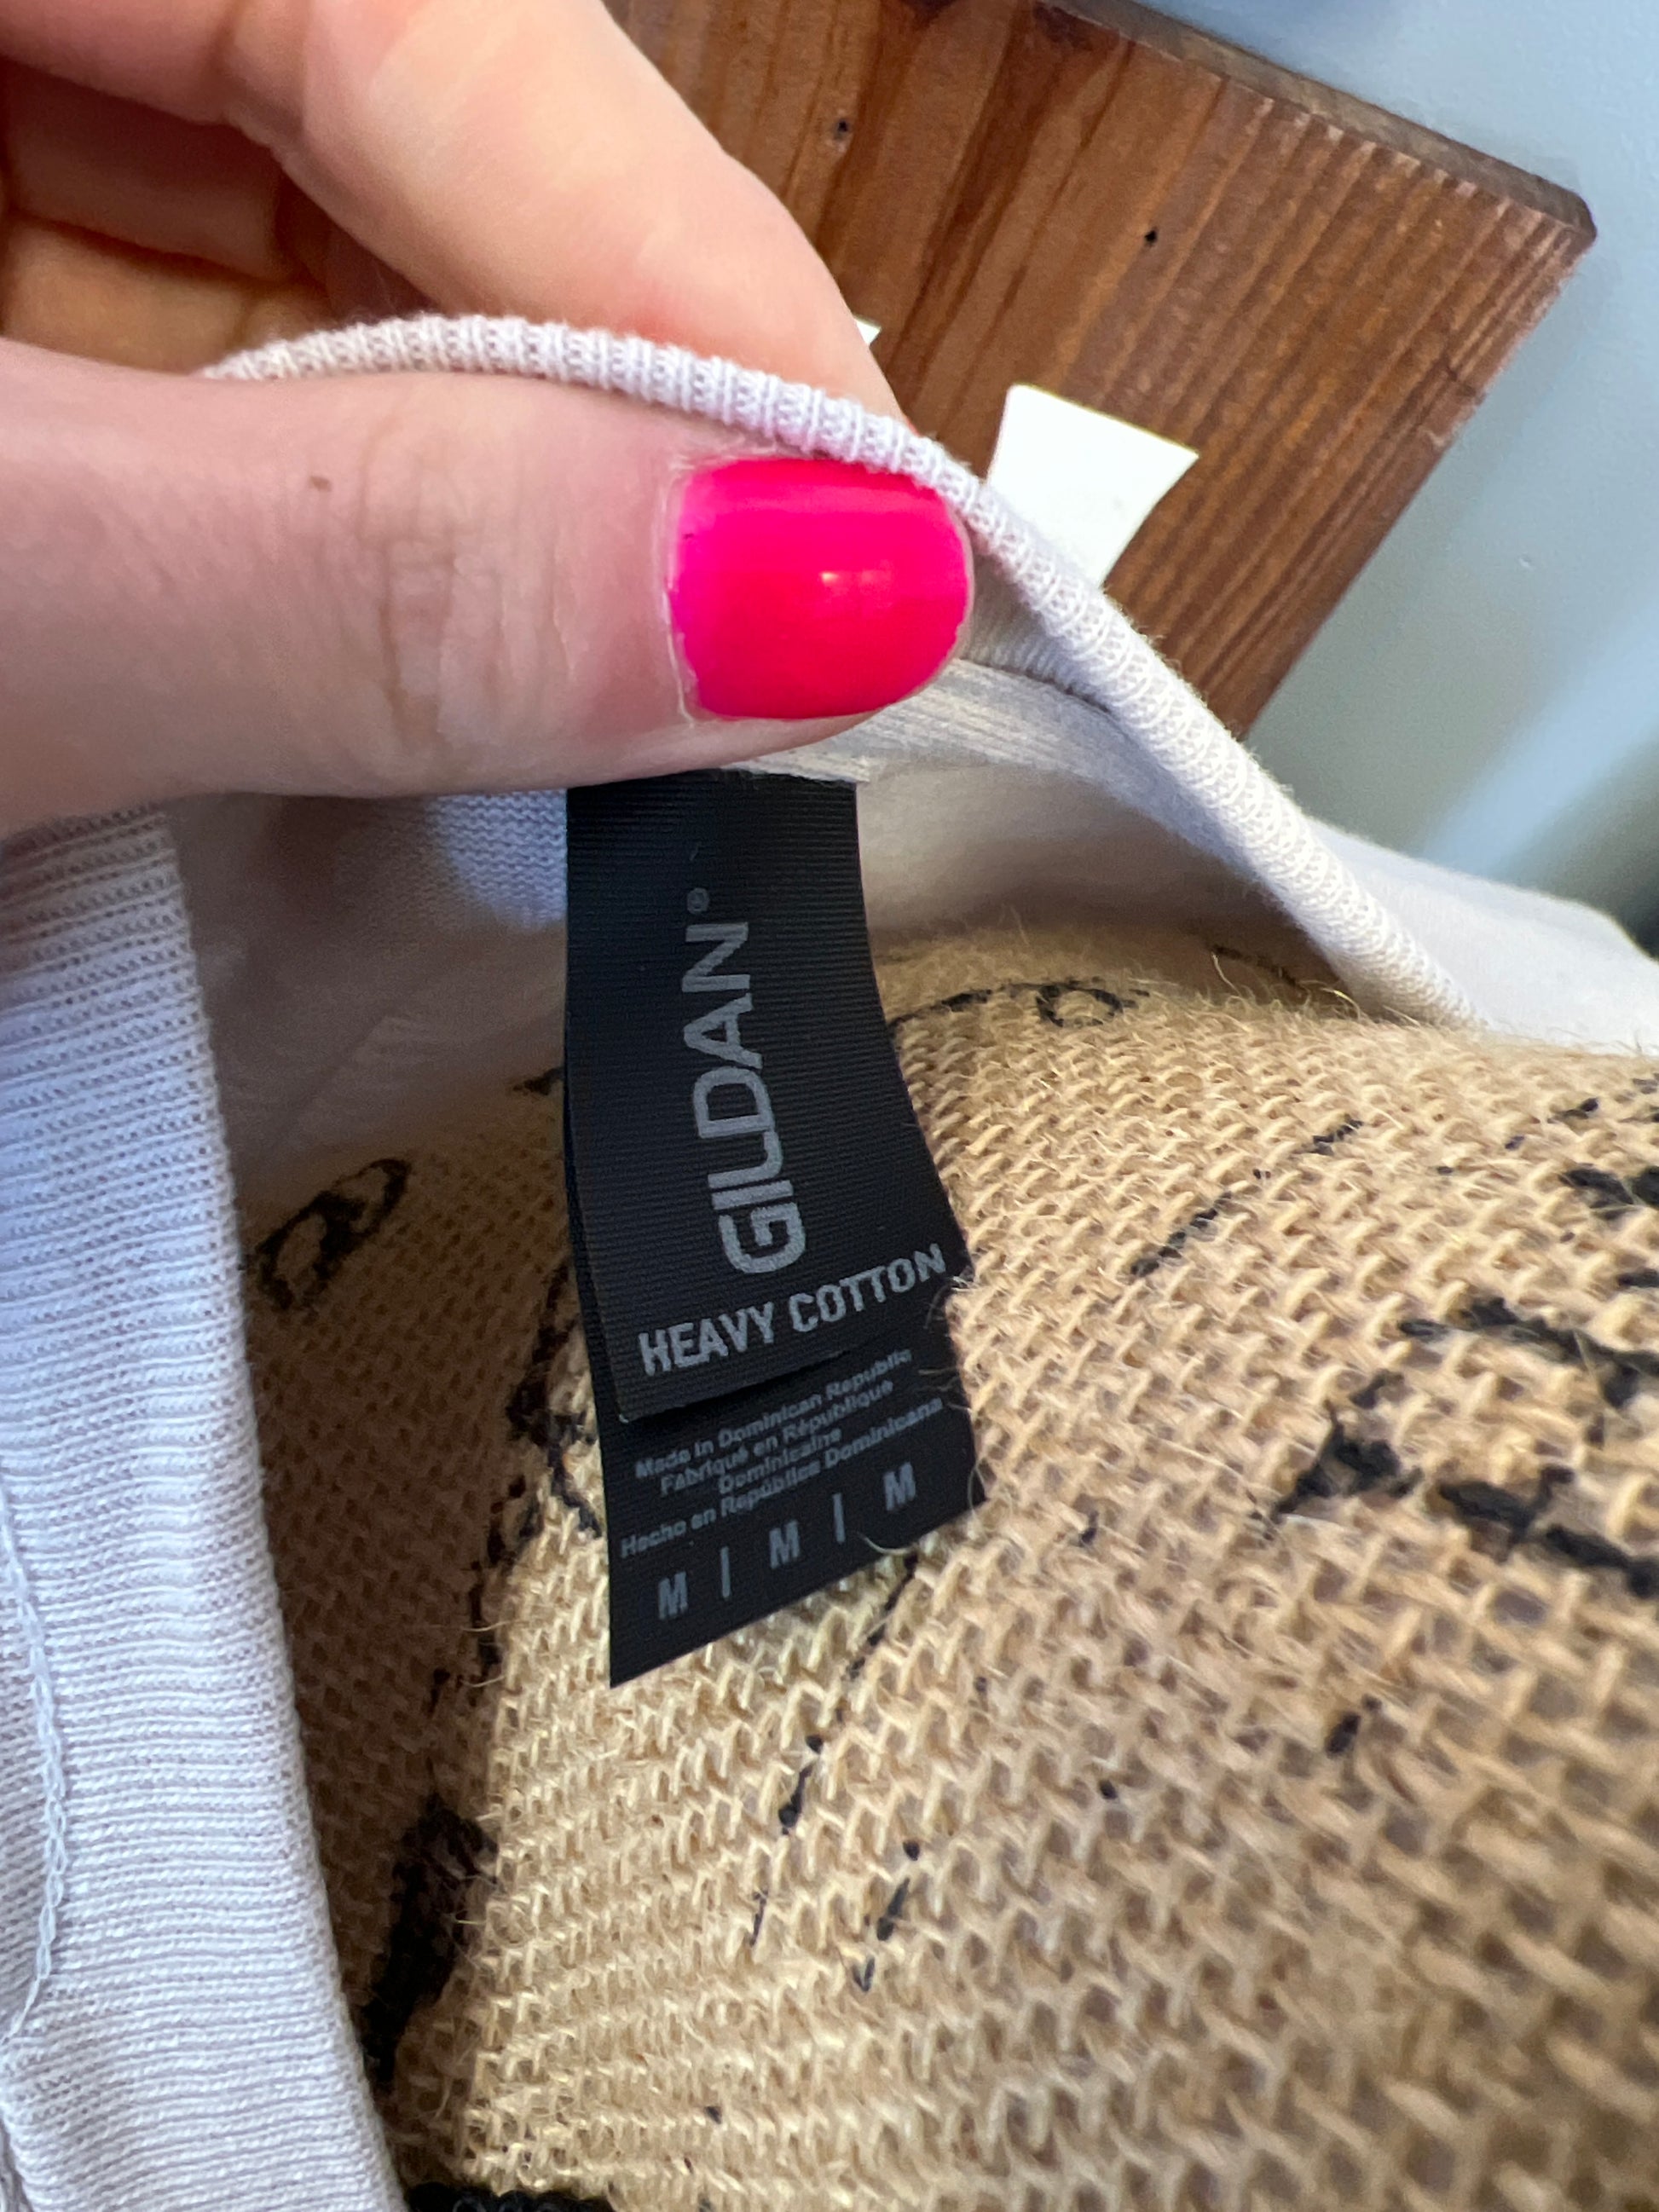 GILDAN®
HEAVY COTTON
Made in Dominican Republic
Fabriqué en République
Dominicaine
Hecho en República Dominicana
M | M | M